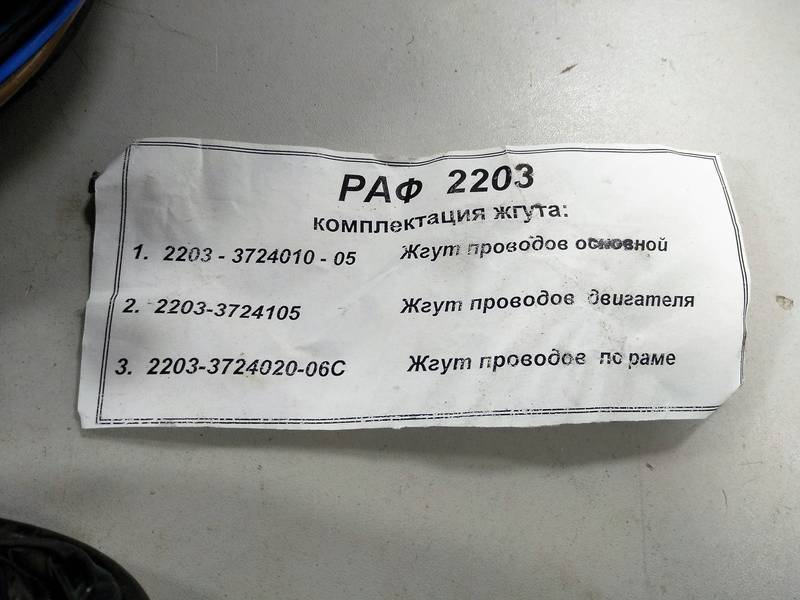 РАФ 2203
комплектация жгута:
1. 2203 - 3724010 - 05 Жгут проводов основной
2. 2203-3724105 Жгут проводов двигателя
3. 2203-3724020-06С Жгут проводов по раме